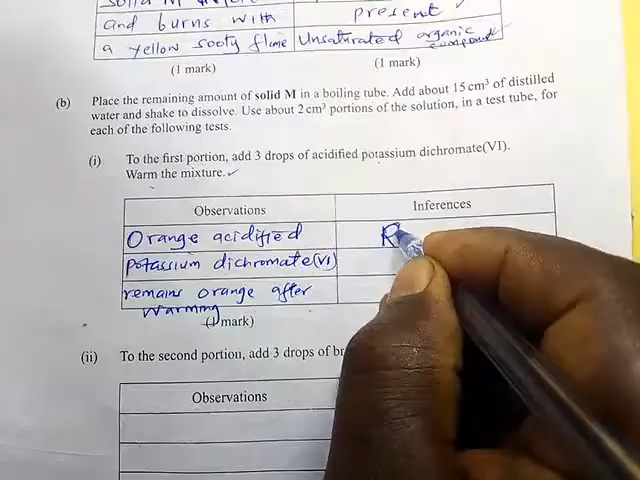 and burns with
present ✓
a yellow sooty flame
Unsaturated organic
compound
(1 mark)
(1 mark)
(b) Place the remaining amount of solid M in a boiling tube. Add about 15 cm³ of distilled
water and shake to dissolve. Use about 2 cm³ portions of the solution, in a test tube, for
each of the following tests.
(i) To the first portion, add 3 drops of acidified potassium dichromate(VI).
Warm the mixture. ✓
Observations
Inferences
Orange acidified
R
potassium dichromate(VI)
remains orange after
warming
(1 mark)
(ii) To the second portion, add 3 drops of br
Observations